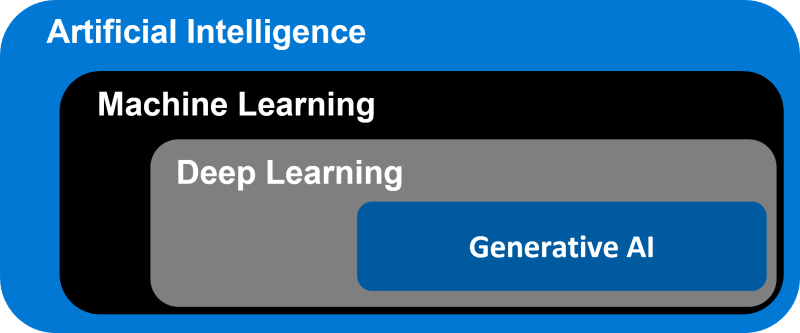 Artificial Intelligence
Machine Learning
Deep Learning
Generative AI